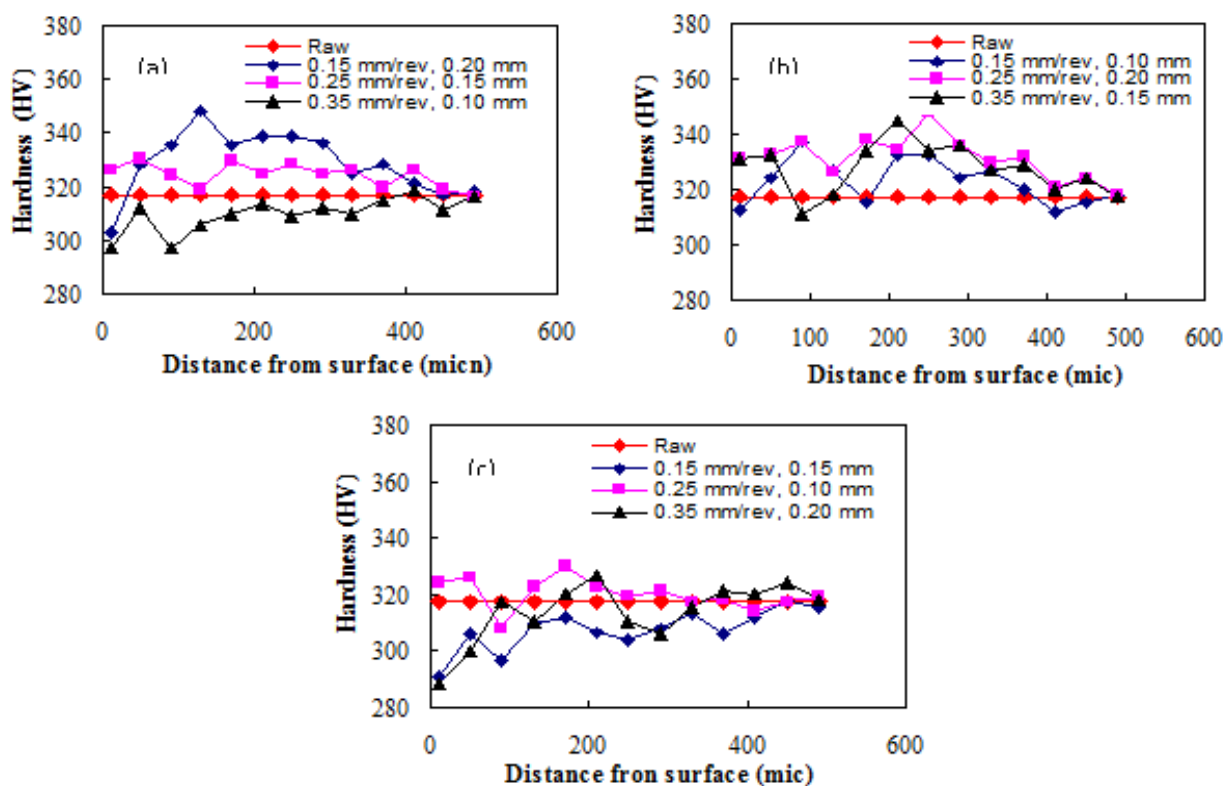 380
360
340
320
300
280
Hardness (HV)
(a)
Raw
0.15 mm/rev, 0.20 mm
0.25 mm/rev, 0.15 mm
0.35 mm/rev, 0.10 mm
0 200 400 600
Distance from surface (micn)
380
360
340
320
300
280
Hardness (HV)
(b)
Raw
0.15 mm/rev, 0.10 mm
0.25 mm/rev, 0.20 mm
0.35 mm/rev, 0.15 mm
0 100 200 300 400 500 600
Distance from surface (mic)
380
360
340
320
300
280
Hardness (HV)
(c)
Raw
0.15 mm/rev, 0.15 mm
0.25 mm/rev, 0.10 mm
0.35 mm/rev, 0.20 mm
0 200 400 600
Distance fron surface (mic)